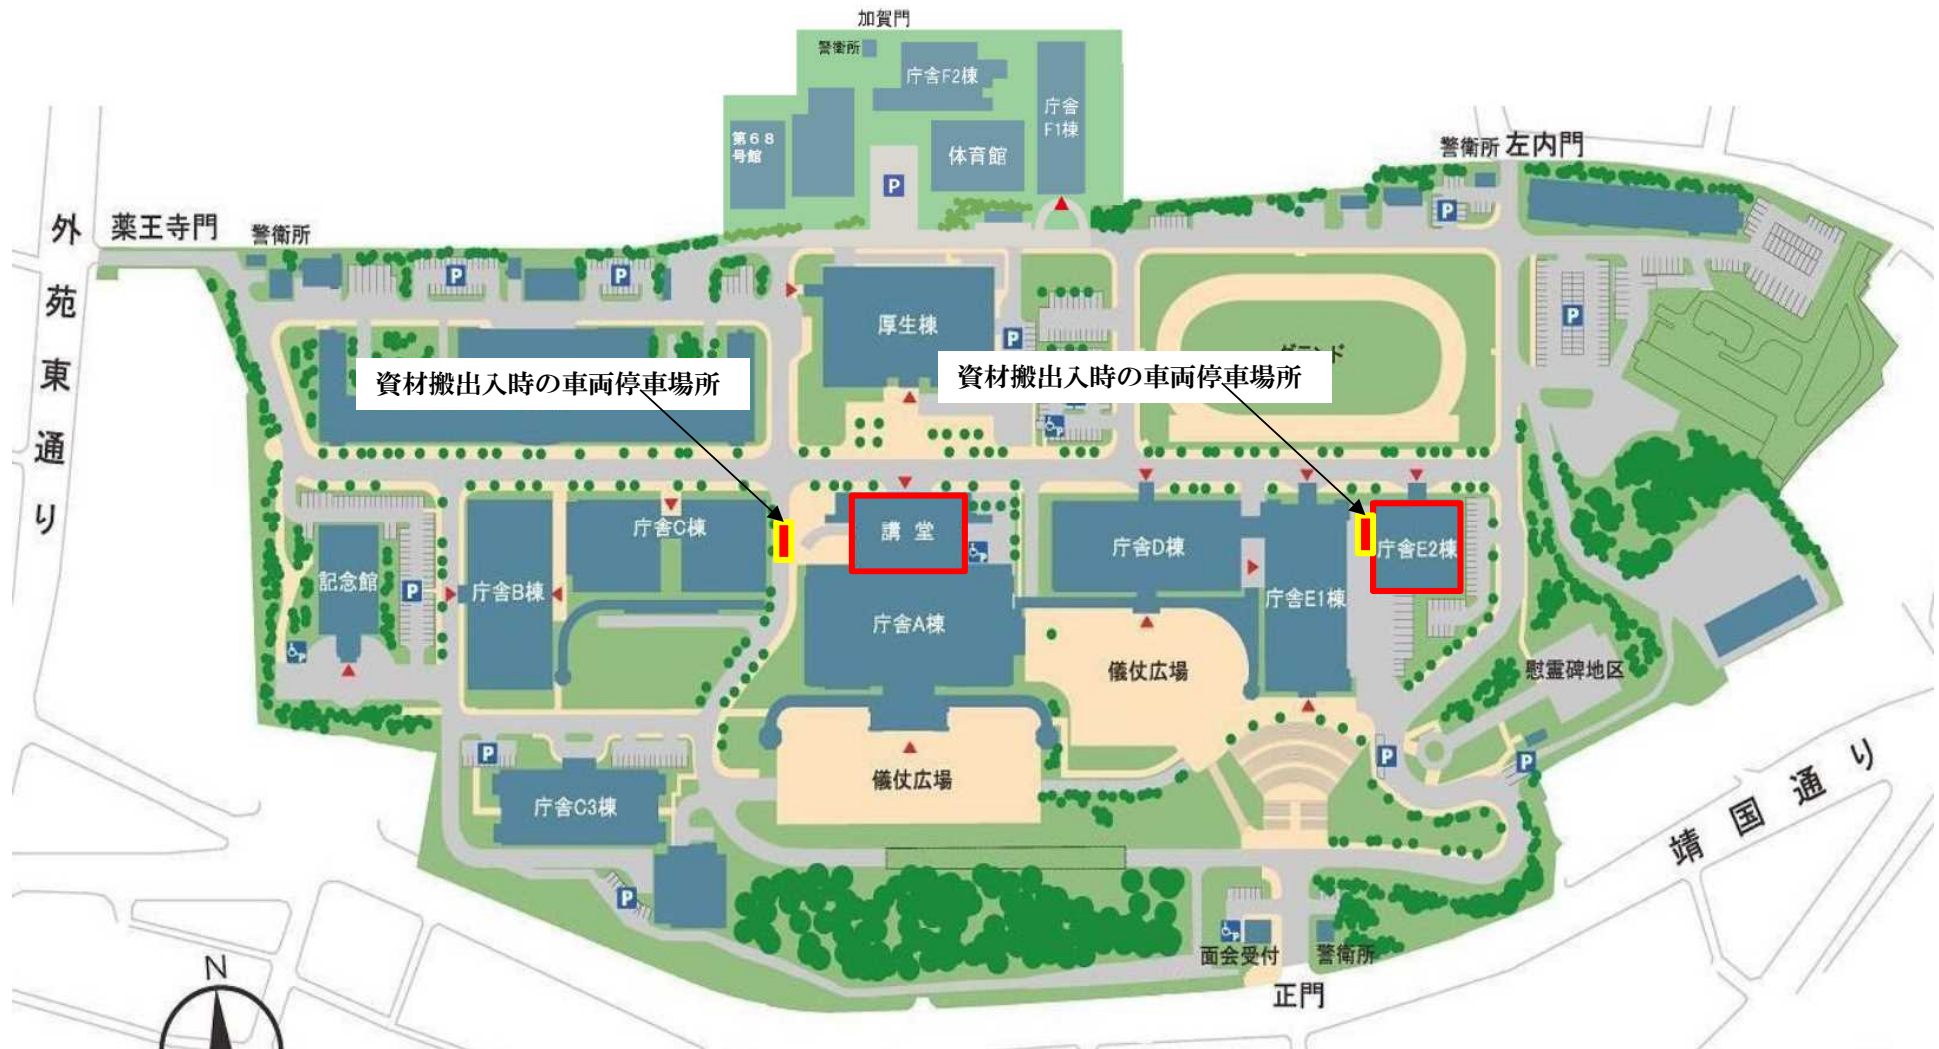 加賀門
警衛所
庁舎F2棟
庁舎
F1棟
第68
号館
体育館
P
警衛所
左内門
P
外苑東通り
薬王寺門
警衛所
P
P
厚生棟
P
P
資材搬出入時の車両停車場所
資材搬出入時の車両停車場所
P
講堂
庁舎C棟
庁舎D棟
庁舎E2棟
P
記念館
P
庁舎B棟
庁舎E1棟
庁舎A棟
P
儀仗広場
慰霊碑地区
P
P
P
儀仗広場
庁舎C3棟
靖国通り
P
P
面会受付
警衛所
正門
N